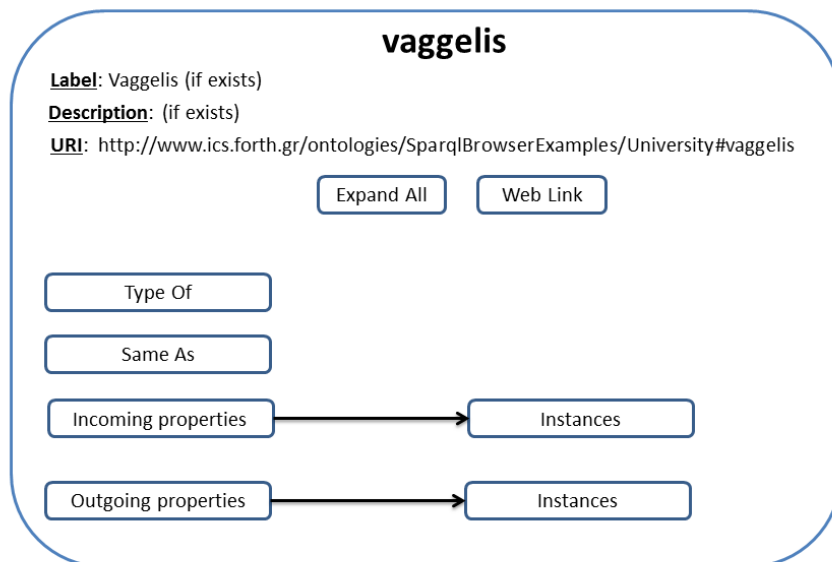 vaggelis
Label: Vaggelis (if exists)
Description: (if exists)
URI: http://www.ics.forth.gr/ontologies/SparqlBrowserExamples/University#vaggelis
Expand All Web Link
Type Of
Same As
Incoming properties Instances
Outgoing properties Instances